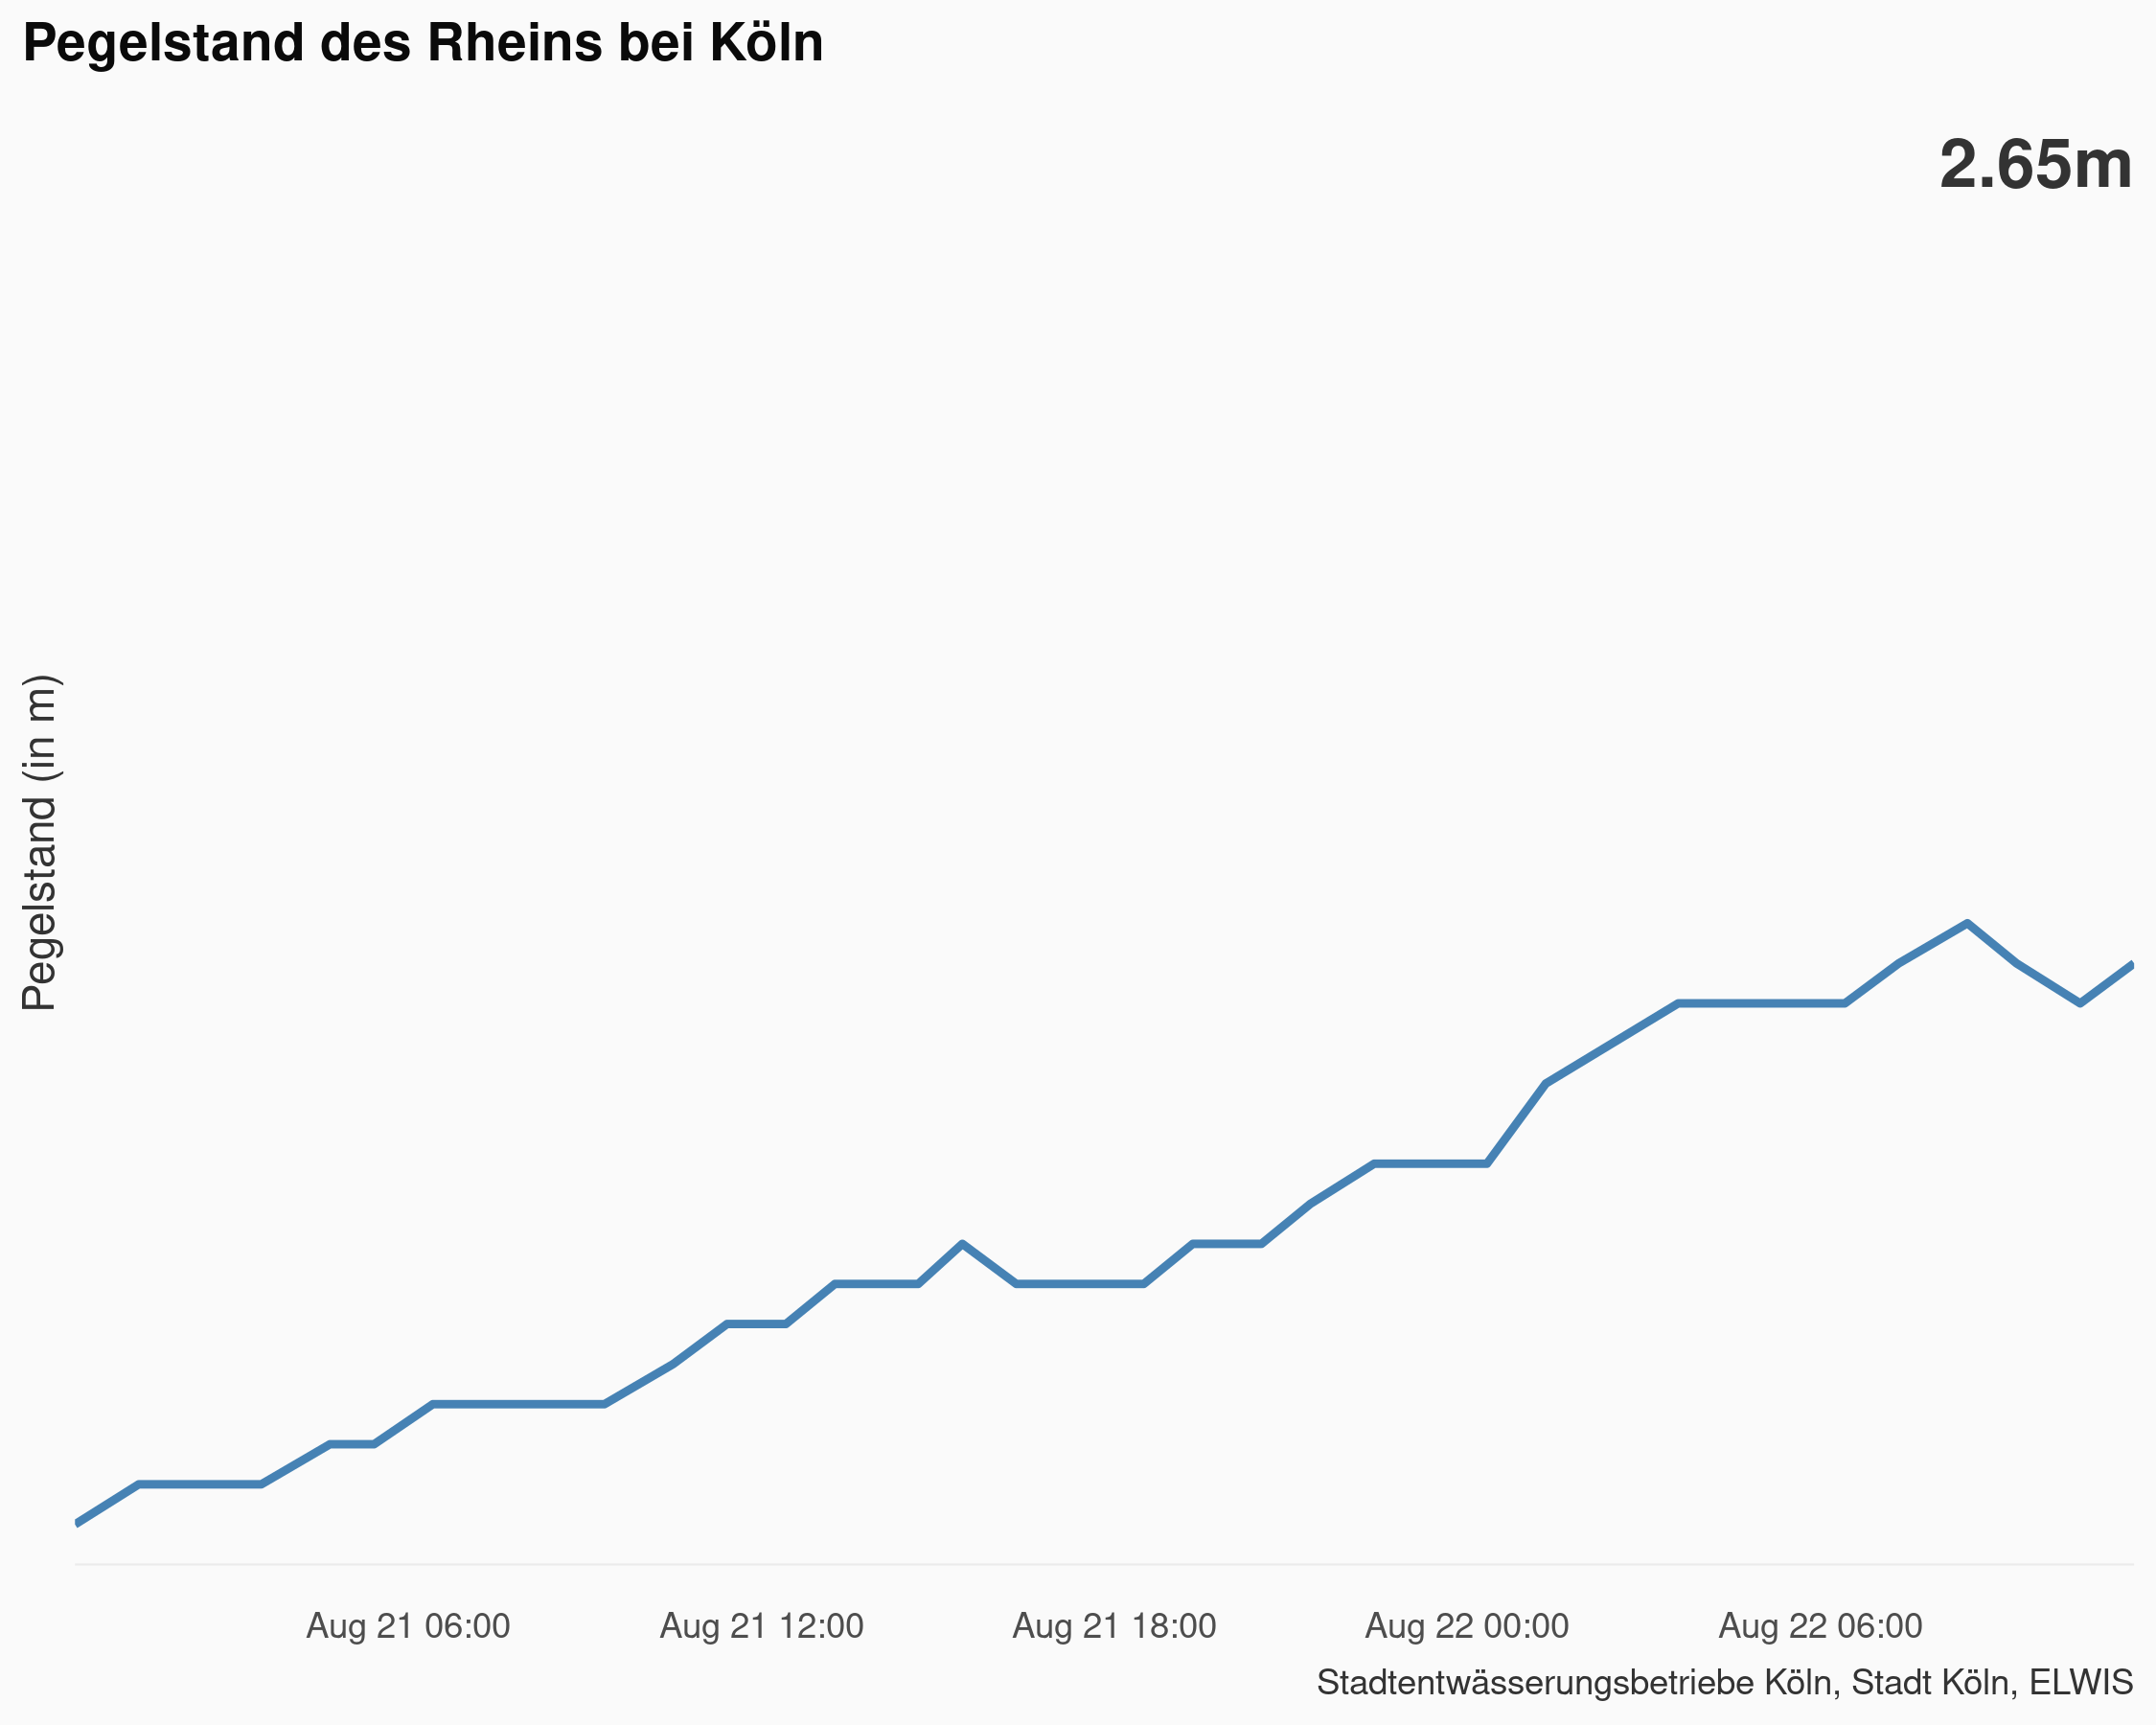 Pegelstand des Rheins bei Köln
2.65m
Pegelstand (in m)
Aug 21 06:00 Aug 21 12:00 Aug 21 18:00 Aug 22 00:00 Aug 22 06:00
Stadtentwässerungsbetriebe Köln, Stadt Köln, ELWIS